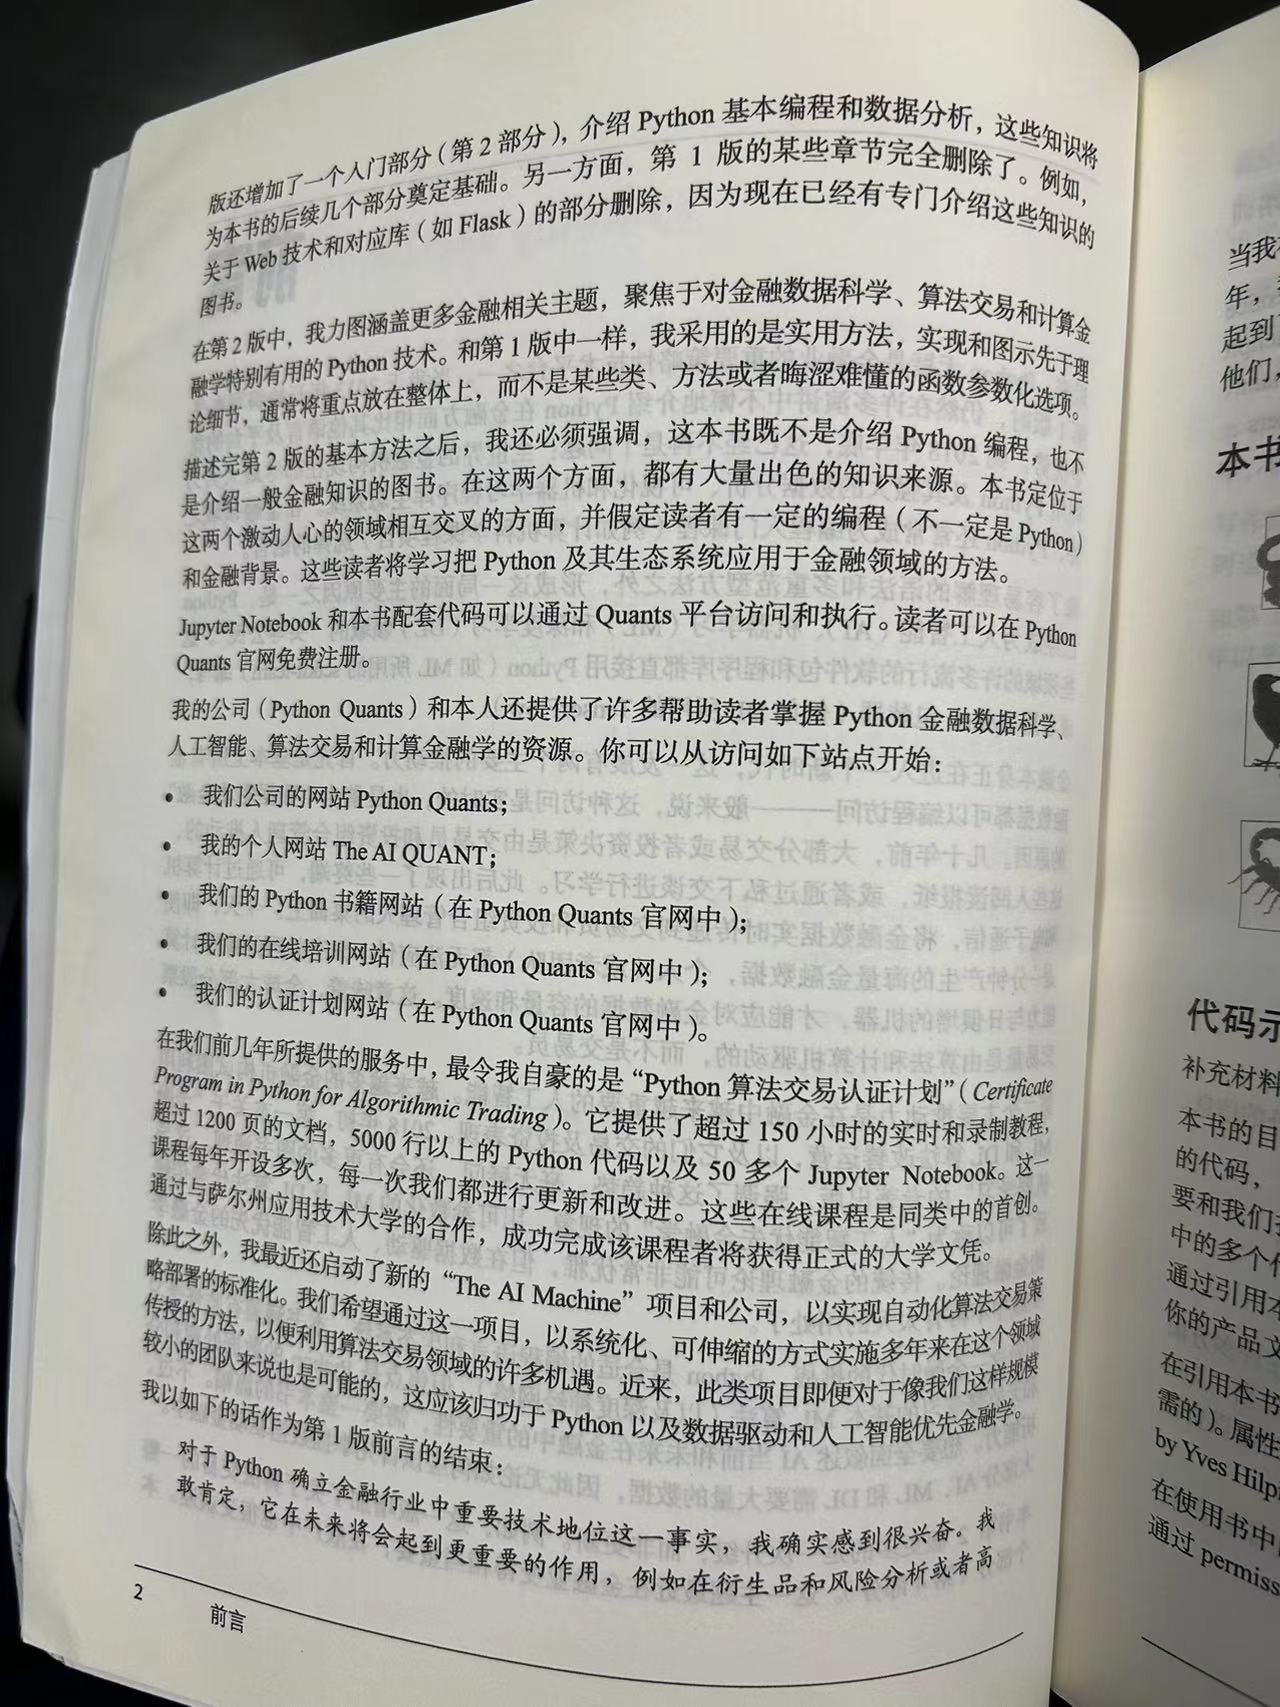 版还增加了一个入门部分（第 2 部分），介绍 Python 基本编程和数据分析，这些知识将
为本书的后续几个部分奠定基础。另一方面，第 1 版的某些章节完全删除了。例如，
关于 Web 技术和对应库（如 Flask）的部分删除，因为现在已经有专门介绍这些知识的
图书。
在第 2 版中，我力图涵盖更多金融相关主题，聚焦于对金融数据科学、算法交易和计算金
融学特别有用的 Python 技术。和第 1 版中一样，我采用的是实用方法，实现和图示先于理
论细节，通常将重点放在整体上，而不是某些类、方法或者晦涩难懂的函数参数化选项。
描述完第 2 版的基本方法之后，我还必须强调，这本书既不是介绍 Python 编程，也不
是介绍一般金融知识的图书。在这两个方面，都有大量出色的知识来源。本书定位于
这两个激动人心的领域相互交叉的方面，并假定读者有一定的编程（不一定是 Python）
和金融背景。这些读者将学习把 Python 及其生态系统应用于金融领域的方法。
Jupyter Notebook 和本书配套代码可以通过 Quants 平台访问和执行。读者可以在 Python
Quants 官网免费注册。
我的公司（Python Quants）和本人还提供了许多帮助读者掌握 Python 金融数据科学、
人工智能、算法交易和计算金融学的资源。你可以从访问如下站点开始：
• 我们公司的网站 Python Quants；
• 我的个人网站 The AI QUANT；
• 我们的 Python 书籍网站（在 Python Quants 官网中）；
• 我们的在线培训网站（在 Python Quants 官网中）；
• 我们的认证计划网站（在 Python Quants 官网中）。
在我们前几年所提供的服务中，最令我自豪的是“Python 算法交易认证计划”（Certificate
Program in Python for Algorithmic Trading）。它提供了超过 150 小时的实时和录制教程，
超过 1200 页的文档，5000 行以上的 Python 代码以及 50 多个 Jupyter Notebook。这一
课程每年开设多次，每一次我们都进行更新和改进。这些在线课程是同类中的首创。
通过与萨尔州应用技术大学的合作，成功完成该课程者将获得正式的大学文凭。
除此之外，我最近还启动了新的“The AI Machine”项目和公司，以实现自动化算法交易策
略部署的标准化。我们希望通过这一项目，以系统化、可伸缩的方式实施多年来在这个领域
传授的方法，以便利用算法交易领域的许多机遇。近来，此类项目即便对于像我们这样规模
较小的团队来说也是可能的，这应该归功于 Python 以及数据驱动和人工智能优先金融学。
我以如下的话作为第 1 版前言的结束：
对于 Python 确立金融行业中重要技术地位这一事实，我确实感到很兴奋。我
敢肯定，它在未来将会起到更重要的作用，例如在衍生品和风险分析或者高
2 前言
当我
年，
起到
他们，
本书
代码示
补充材料
本书的目
的代码，
要和我们
中的多个代
通过引用本
你的产品文
在引用本书
需的）。属性
by Yves Hilp
在使用书中
通过 permiss